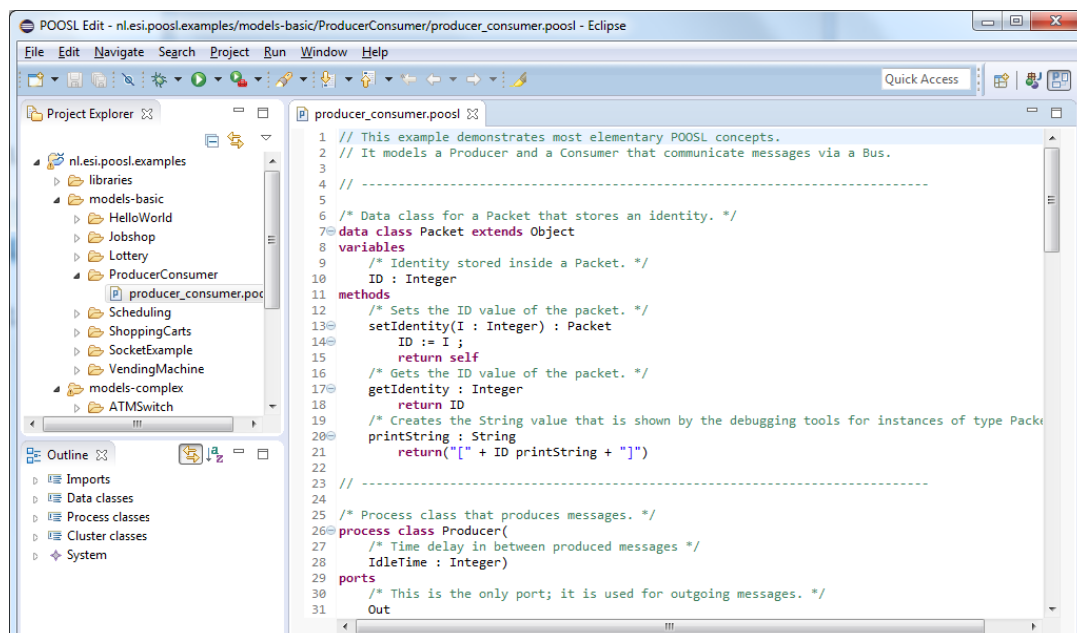 POOSL Edit - nl.esi.poosl.examples/models-basic/ProducerConsumer/producer_consumer.poosl - Eclipse
File Edit Navigate Search Project Run Window Help
Quick Access
Project Explorer
nl.esi.poosl.examples
libraries
models-basic
HelloWorld
Jobshop
Lottery
ProducerConsumer
producer_consumer.poo
Scheduling
ShoppingCarts
SocketExample
VendingMachine
models-complex
ATMSwitch
Outline
Imports
Data classes
Process classes
Cluster classes
System
producer_consumer.poosl
1 // This example demonstrates most elementary POOSL concepts.
2 // It models a Producer and a Consumer that communicate messages via a Bus.
3
4 // ------------------------------------------------------------------------------
5
6 /* Data class for a Packet that stores an identity. */
7 data class Packet extends Object
8 variables
9 /* Identity stored inside a Packet. */
10 ID : Integer
11 methods
12 /* Sets the ID value of the packet. */
13 setIdentity(I : Integer) : Packet
14 ID := I ;
15 return self
16 /* Gets the ID value of the packet. */
17 getIdentity : Integer
18 return ID
19 /* Creates the String value that is shown by the debugging tools for instances of type Packe
20 printString : String
21 return("[" + ID printString + "]")
22
23 // ------------------------------------------------------------------------------
24
25 /* Process class that produces messages. */
26 process class Producer(
27 /* Time delay in between produced messages */
28 IdleTime : Integer)
29 ports
30 /* This is the only port; it is used for outgoing messages. */
31 Out